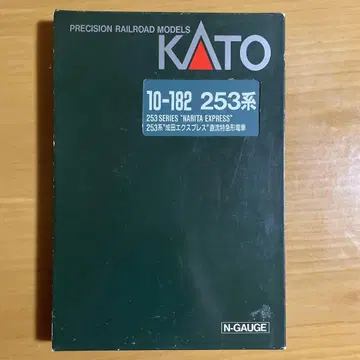 PRECISION RAILROAD MODELS
KATO
10-182 253系
253 SERIES "NARITA EXPRESS"
253系"成田エクスプレス"直流特急形電車
N-GAUGE